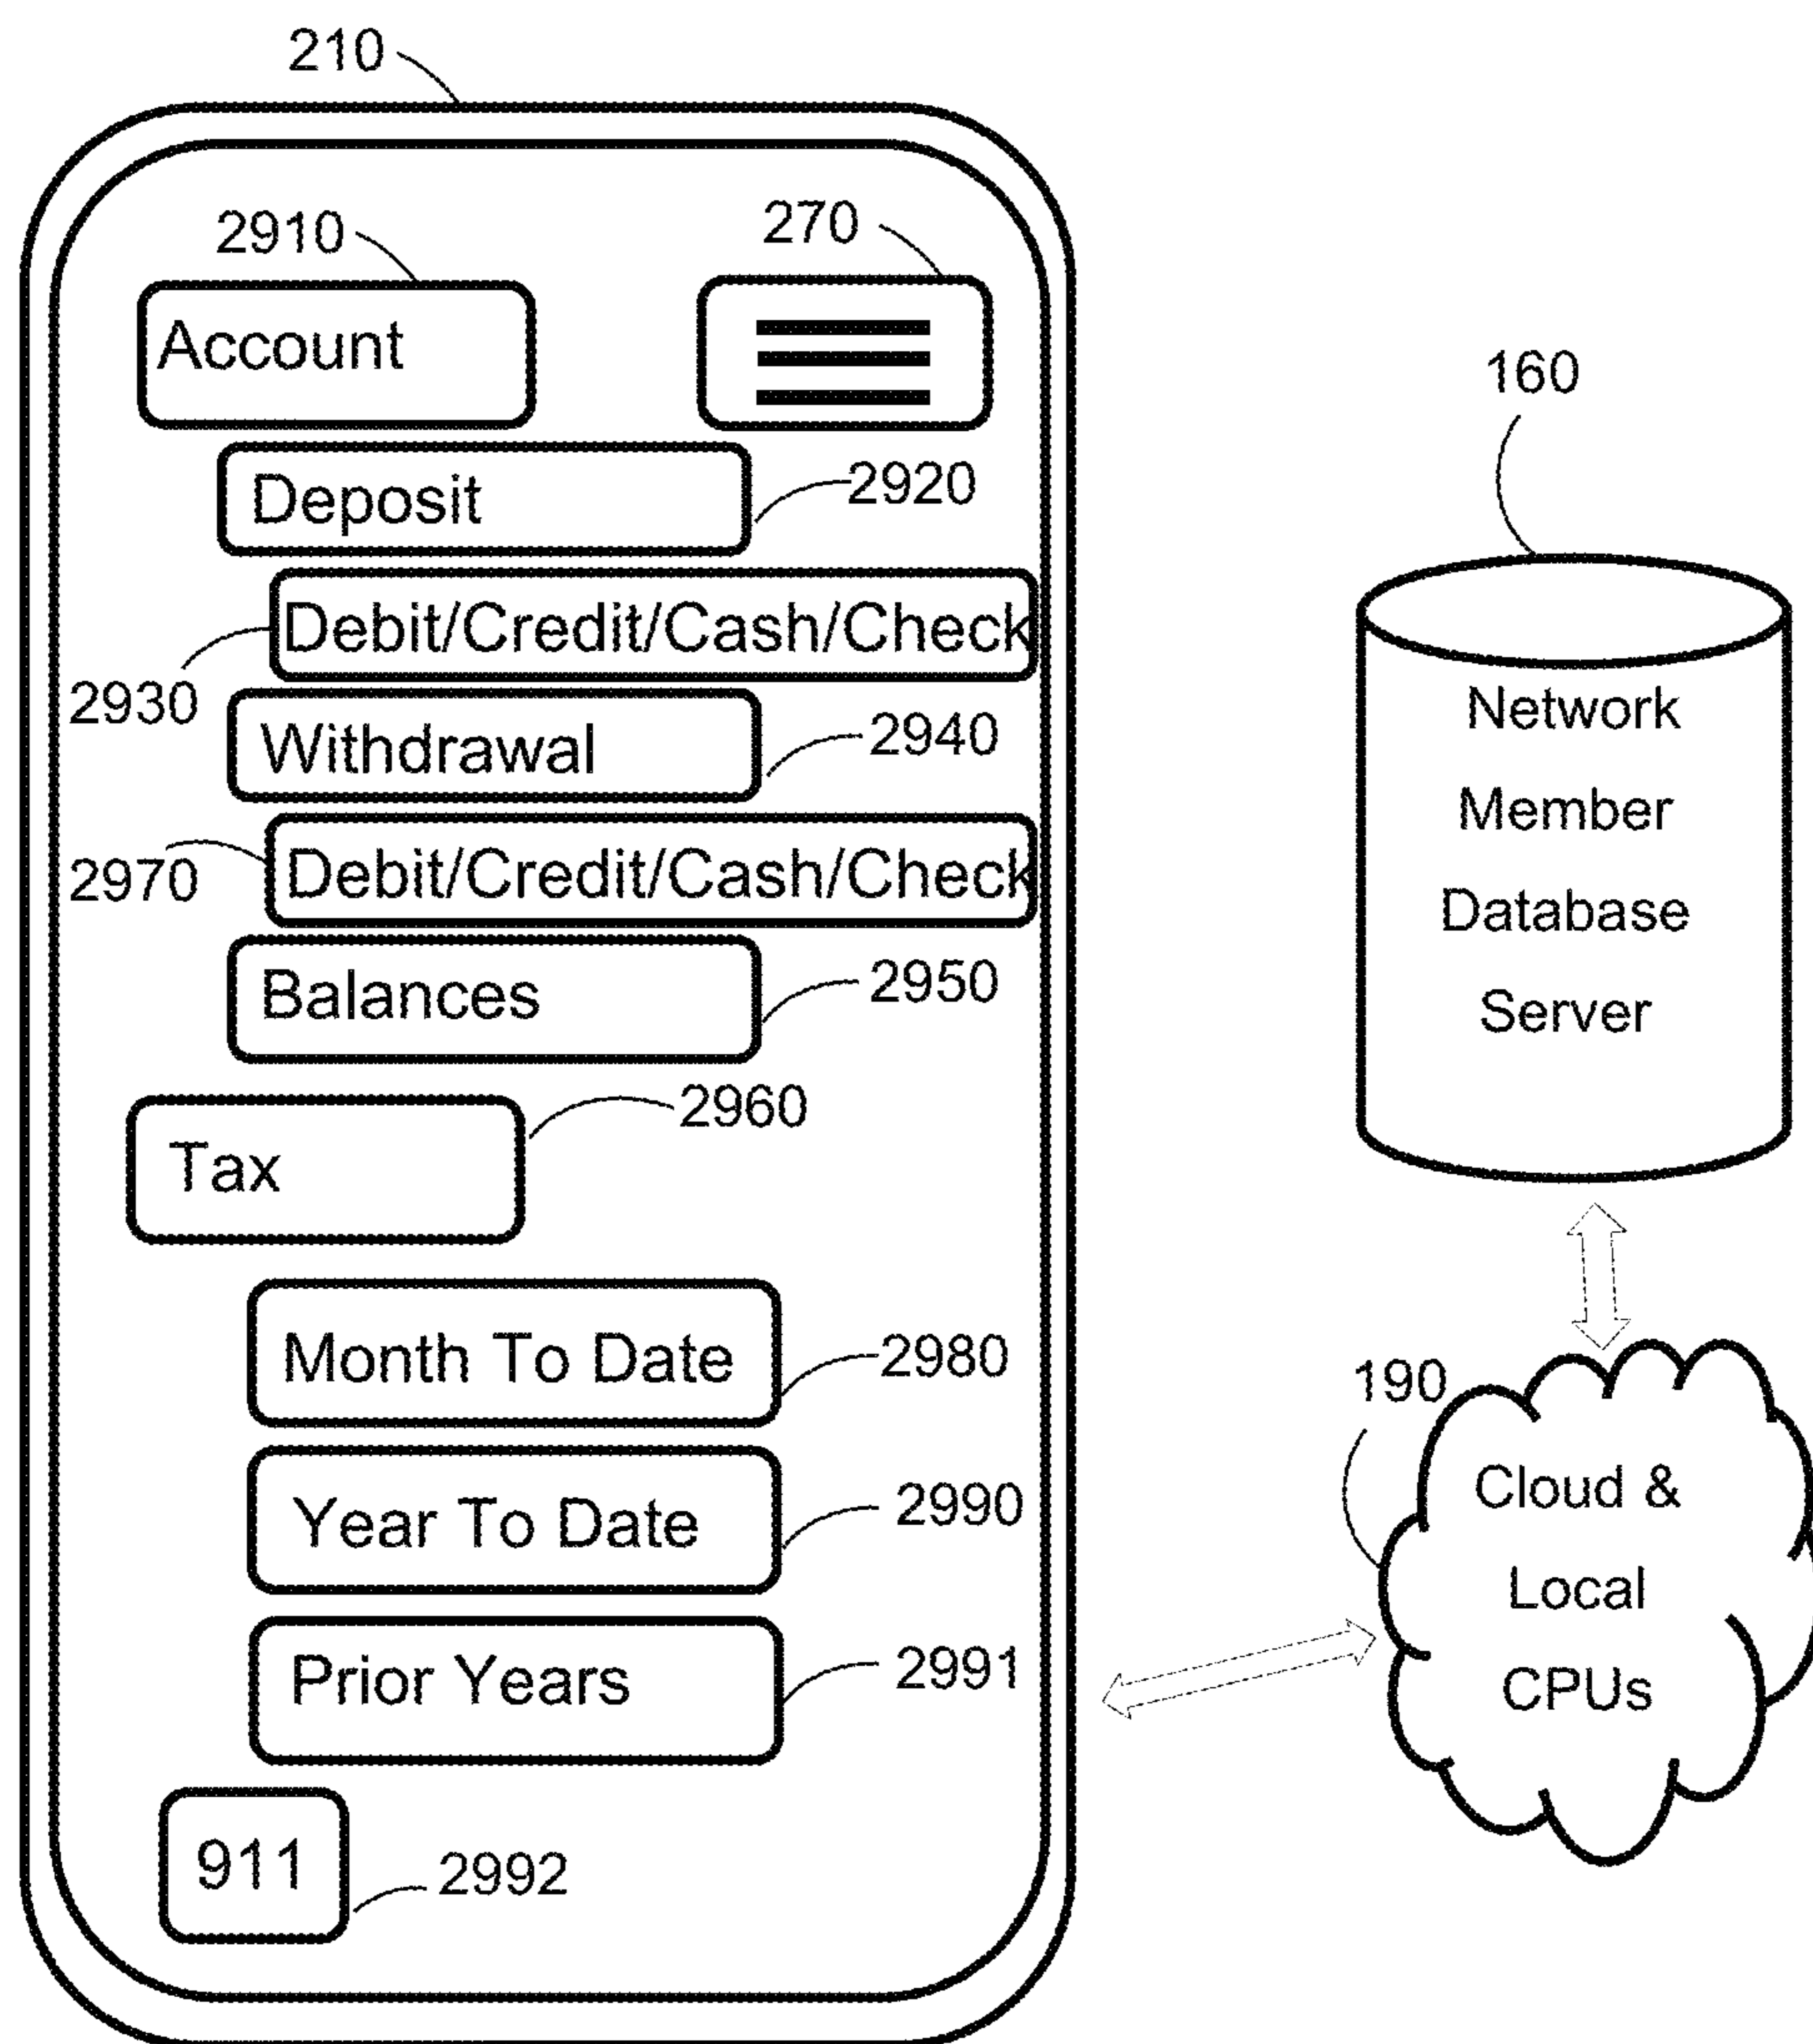 210
2910
270
Account
160
Deposit
2920
Debit/Credit/Cash/Check
2930
Withdrawal
2940
2970
Debit/Credit/Cash/Check
Balances
2950
Network
Member
Database
Server
2960
Tax
Month To Date
2980
Year To Date
2990
Prior Years
2991
190
Cloud &
Local
CPUs
911
2992